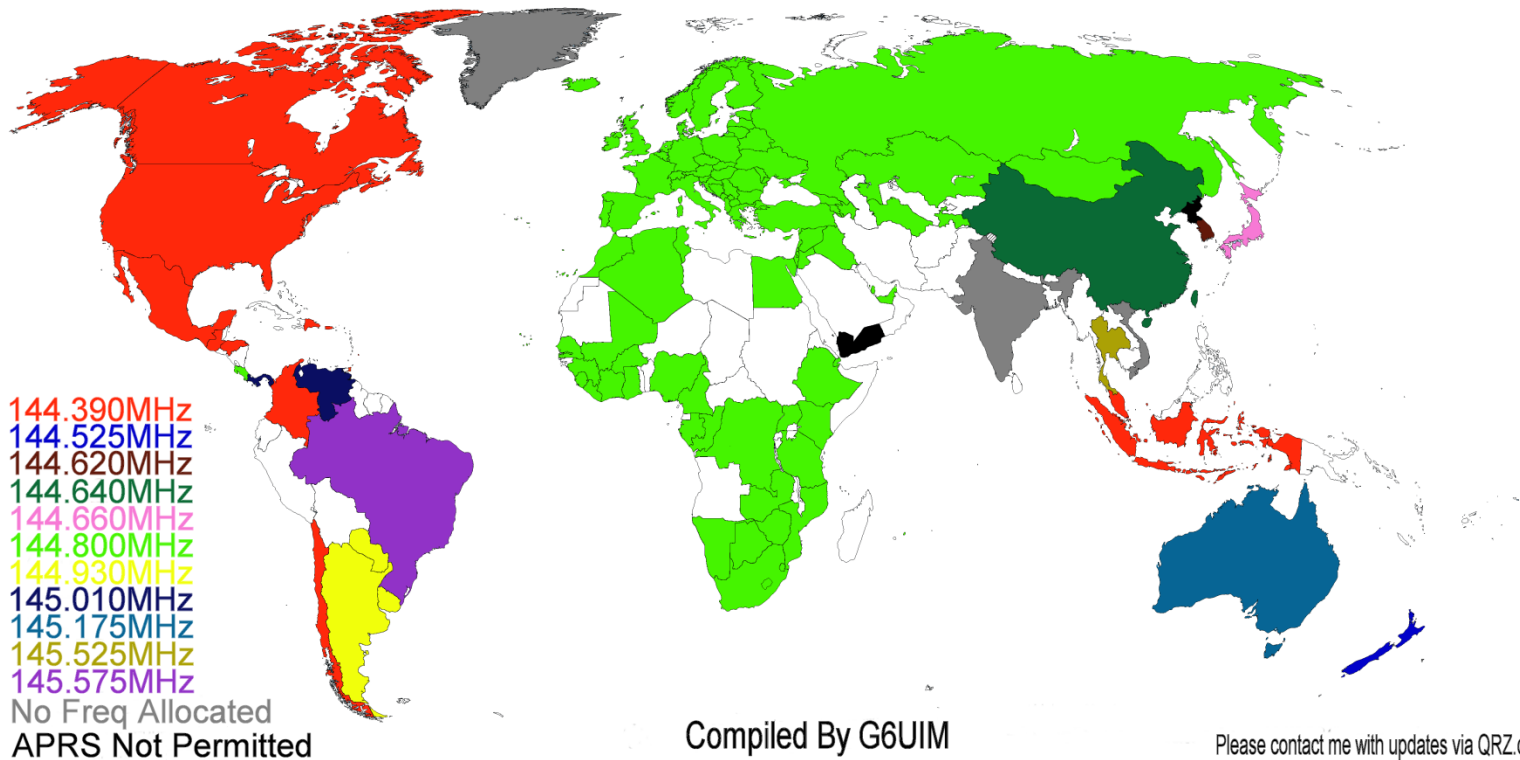 144.390MHz
144.525MHz
144.620MHz
144.640MHz
144.660MHz
144.800MHz
144.930MHz
145.010MHz
145.175MHz
145.525MHz
145.575MHz
No Freq Allocated
APRS Not Permitted
Compiled By G6UIM
Please contact me with updates via QRZ.c